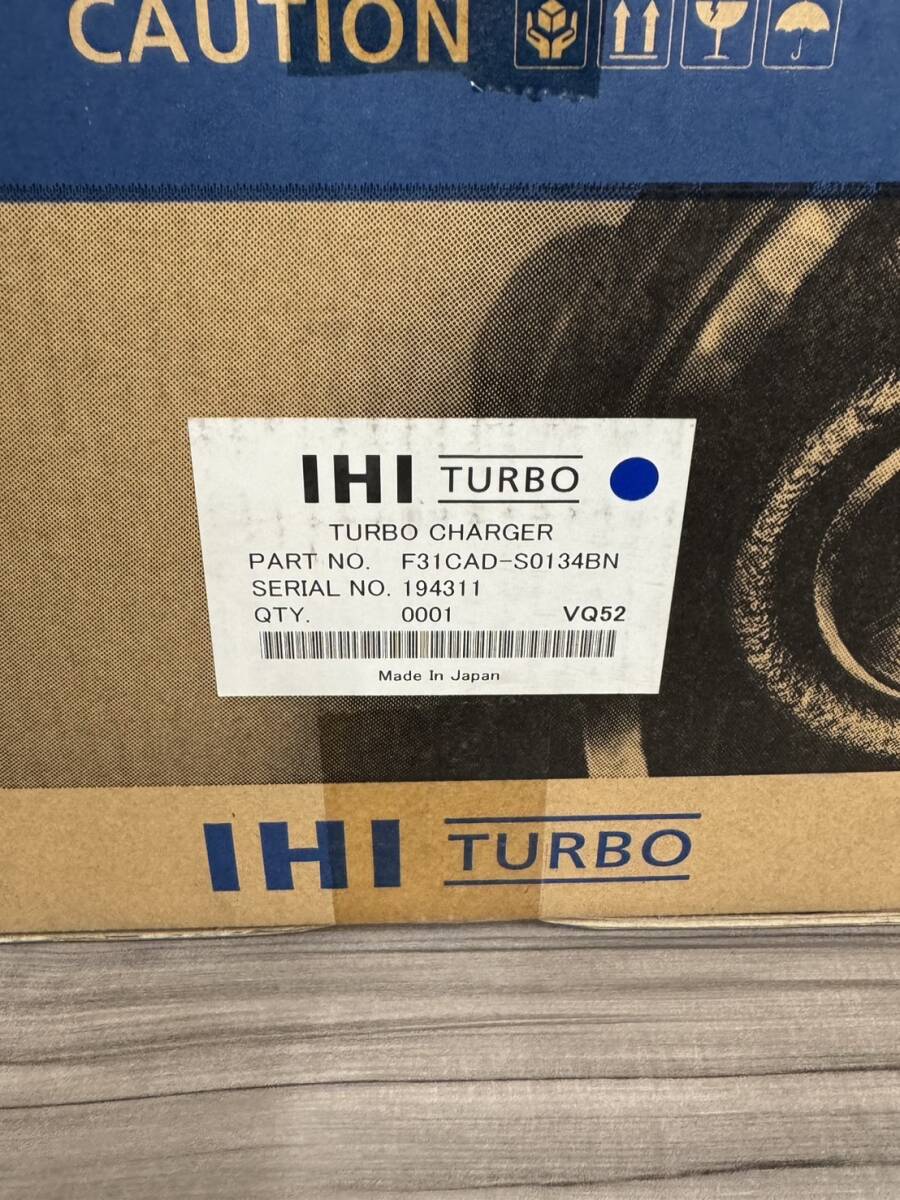 CAUTION
IHI TURBO
TURBO CHARGER
PART NO. F31CAD-S0134BN
SERIAL NO. 194311
QTY. 0001 VQ52
Made In Japan
IHI TURBO